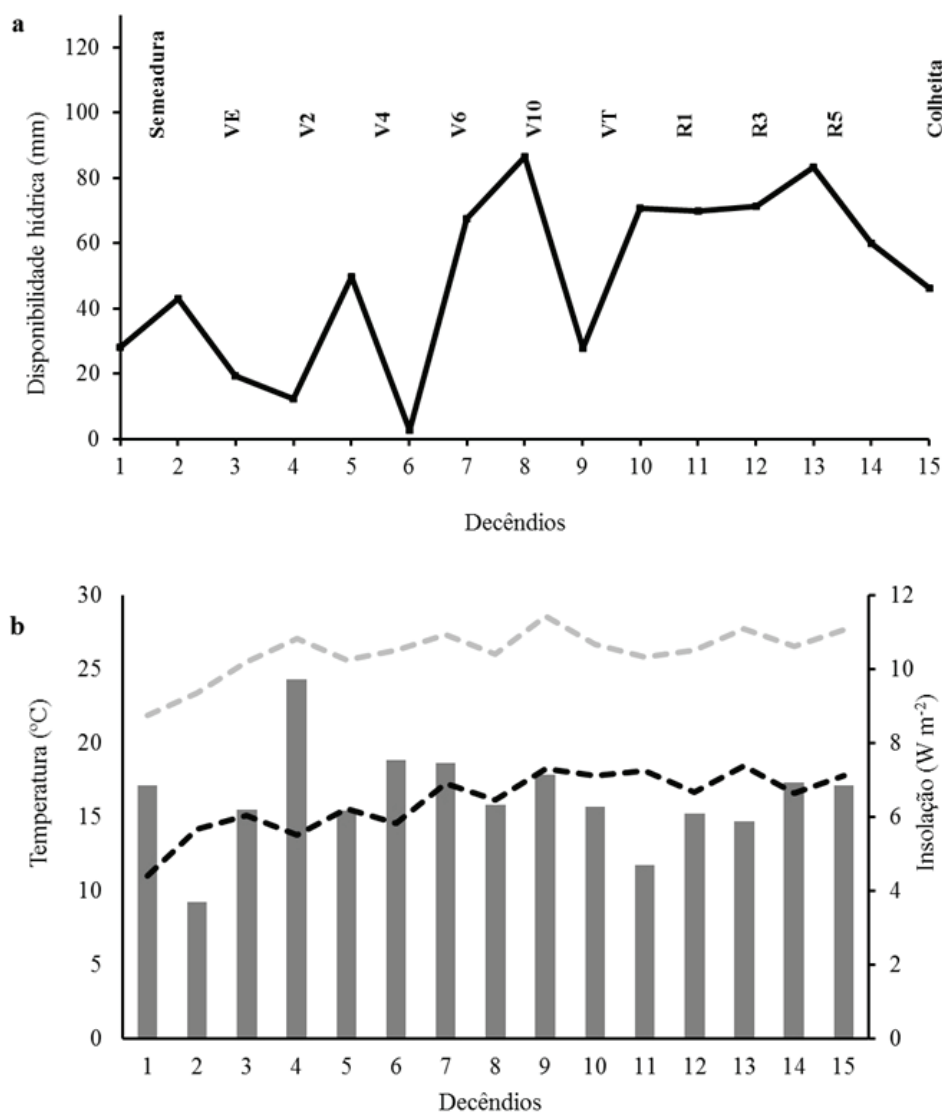 a
Disponibilidade hídrica (mm)
120
100
80
60
40
20
0
Semeadura
VE
V2
V4
V6
V10
VT
R1
R3
R5
Colheita
1 2 3 4 5 6 7 8 9 10 11 12 13 14 15
Decêndios
b
Temperatura (ºC)
30
25
20
15
10
5
0
12
10
8
6
4
2
0
Insolação (W m⁻²)
1 2 3 4 5 6 7 8 9 10 11 12 13 14 15
Decêndios